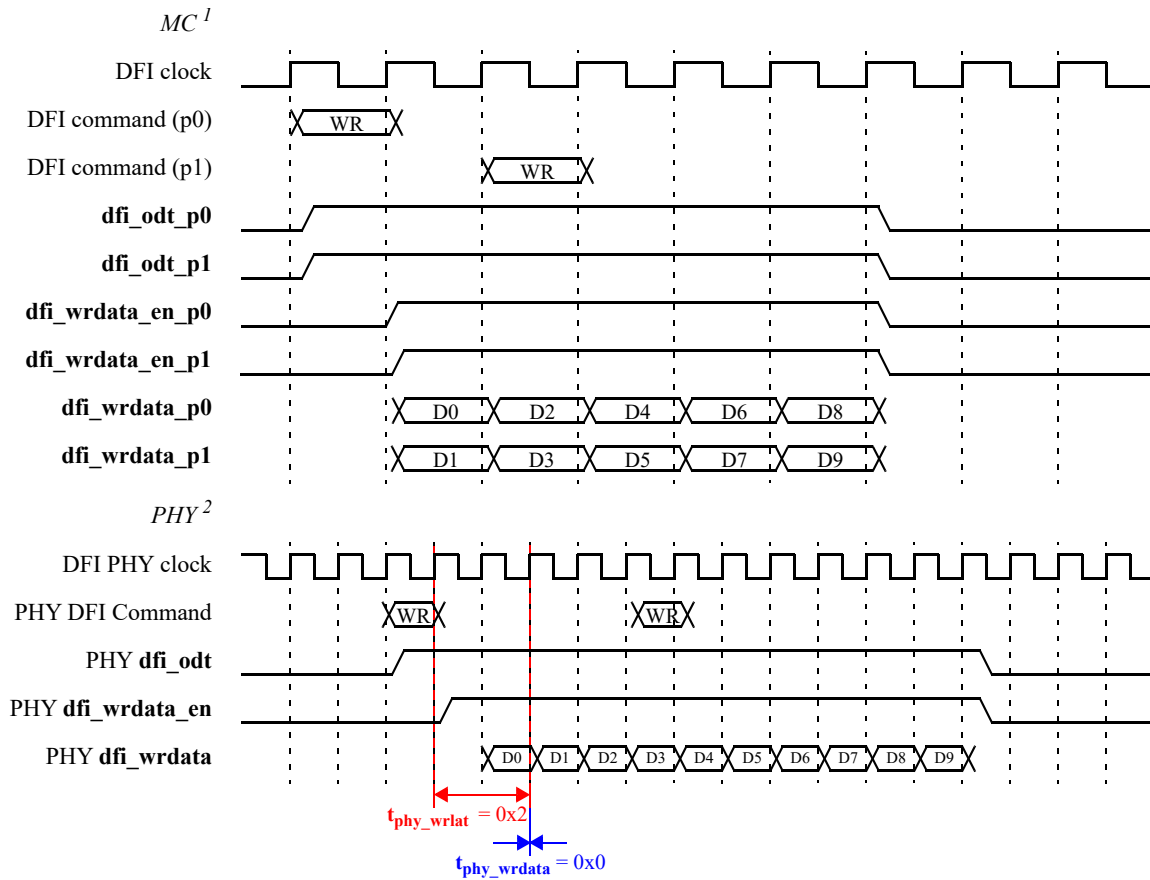 MC 1
DFI clock
DFI command (p0) WR
DFI command (p1) WR
dfi_odt_p0
dfi_odt_p1
dfi_wrdata_en_p0
dfi_wrdata_en_p1
dfi_wrdata_p0 D0 D2 D4 D6 D8
dfi_wrdata_p1 D1 D3 D5 D7 D9
PHY 2
DFI PHY clock
PHY DFI Command WR WR
PHY dfi_odt
PHY dfi_wrdata_en
PHY dfi_wrdata D0 D1 D2 D3 D4 D5 D6 D7 D8 D9
tphy_wrlat = 0x2
tphy_wrdata = 0x0